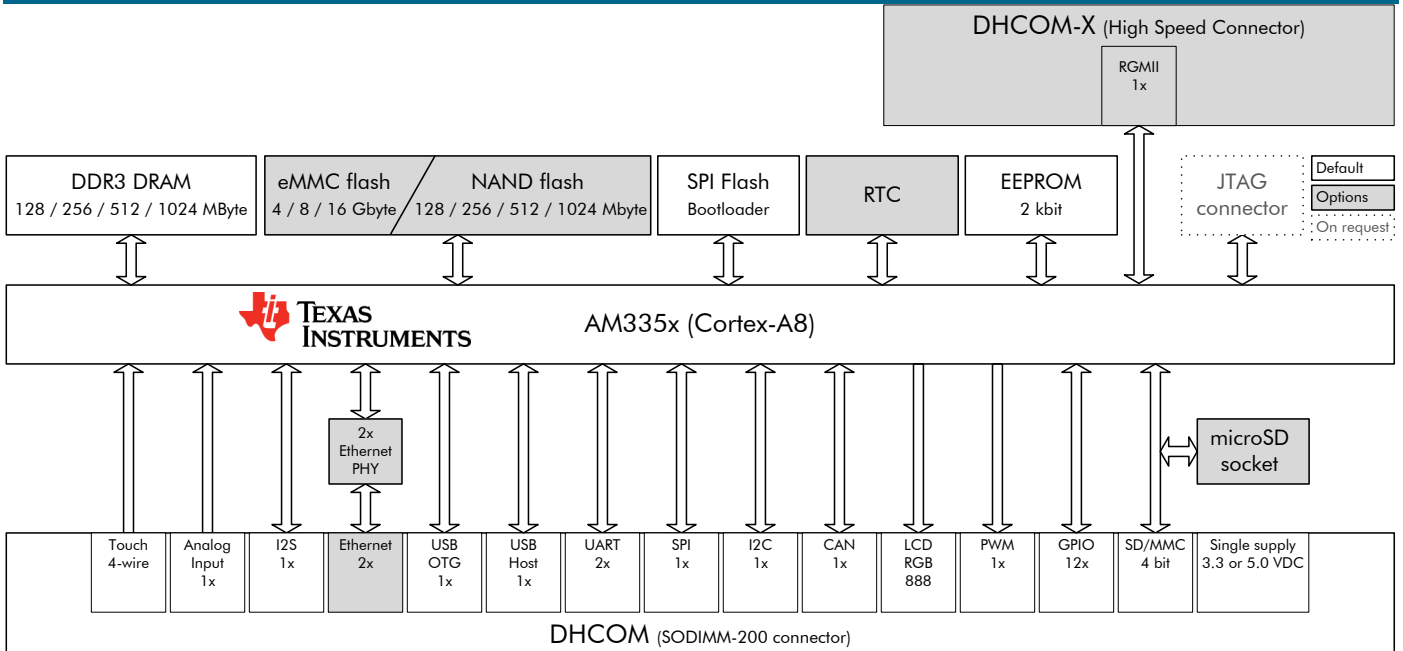 DHCOM-X (High Speed Connector)
RGMII
1x
DDR3 DRAM
128 / 256 / 512 / 1024 MByte
eMMC flash
4 / 8 / 16 Gbyte
NAND flash
128 / 256 / 512 / 1024 Mbyte
SPI Flash
Bootloader
RTC
EEPROM
2 kbit
JTAG
connector
Default
Options
On request
TEXAS
INSTRUMENTS
AM335x (Cortex-A8)
2x
Ethernet
PHY
microSD
socket
Touch
4-wire
Analog
Input
1x
I2S
1x
Ethernet
2x
USB
OTG
1x
USB
Host
1x
UART
2x
SPI
1x
I2C
1x
CAN
1x
LCD
RGB
888
PWM
1x
GPIO
12x
SD/MMC
4 bit
Single supply
3.3 or 5.0 VDC
DHCOM (SODIMM-200 connector)